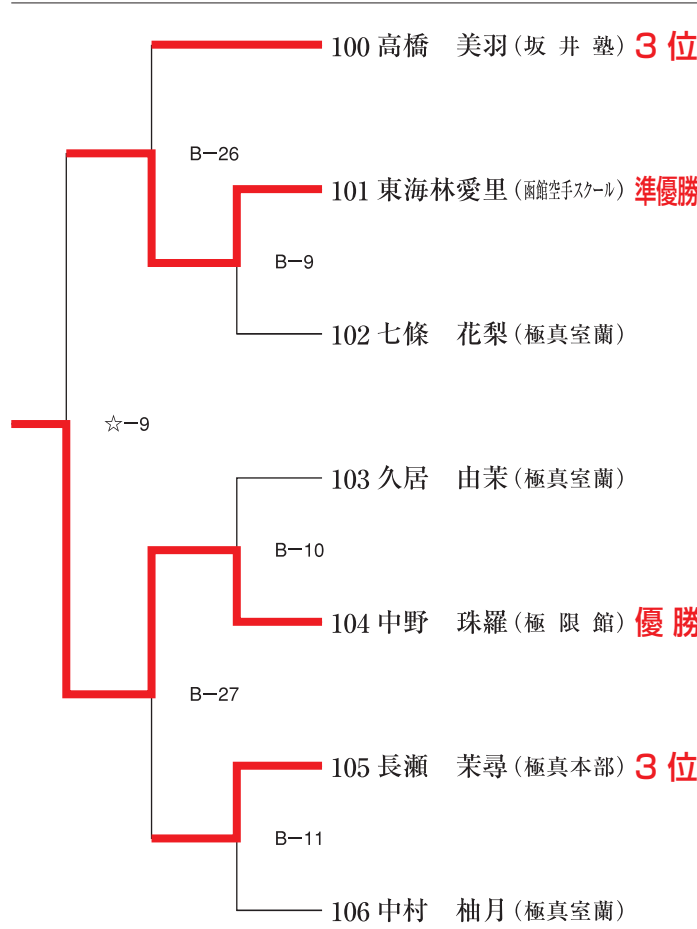 100 高橋　美羽（坂 井 塾） 3 位
B−26
101 東海林愛里（函館空手スクール） 準優勝
B−9
102 七條　花梨（極真室蘭）
☆−9
103 久居　由茉（極真室蘭）
B−10
104 中野　珠羅（極 限 館） 優 勝
B−27
105 長瀬　茉尋（極真本部） 3 位
B−11
106 中村　柚月（極真室蘭）